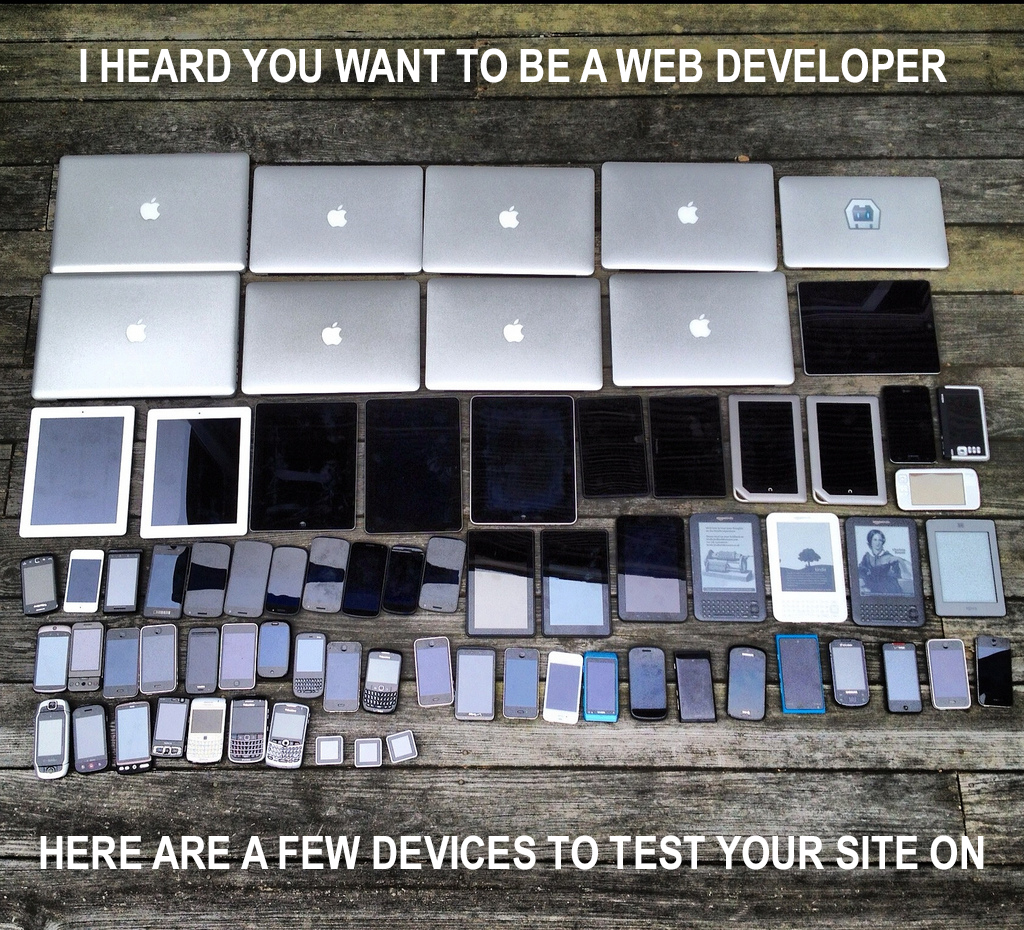 I HEARD YOU WANT TO BE A WEB DEVELOPER
HERE ARE A FEW DEVICES TO TEST YOUR SITE ON